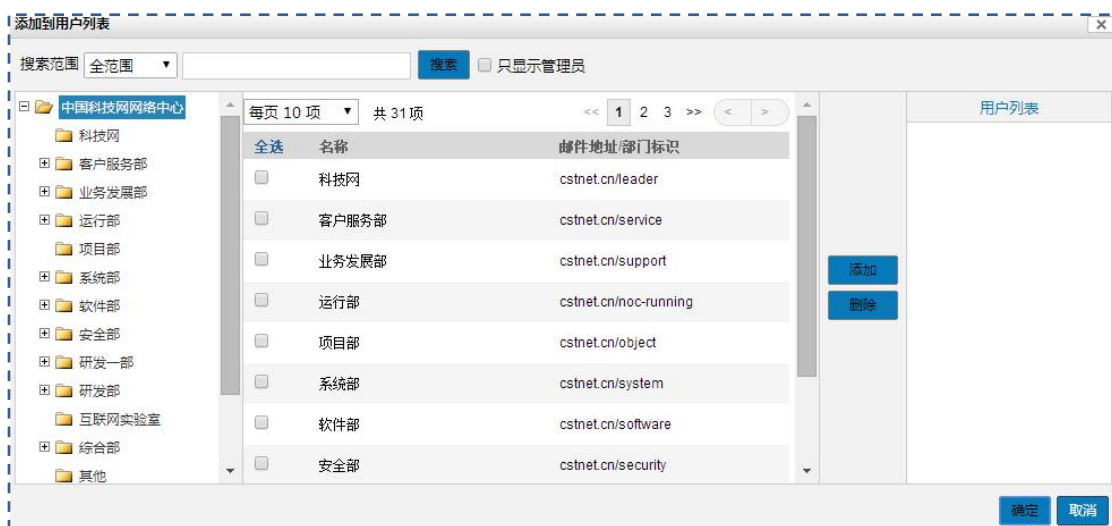 添加到用户列表
搜索范围 全范围 搜索 只显示管理员
中国科技网网络中心
科技网
客户服务部
业务发展部
运行部
项目部
系统部
软件部
安全部
研发一部
研发部
互联网实验室
综合部
其他
每页 10 项 共 31 项 << 1 2 3 >> < >
全选 名称 邮件地址/部门标识
科技网 cstnet.cn/leader
客户服务部 cstnet.cn/service
业务发展部 cstnet.cn/support
运行部 cstnet.cn/noc-running
项目部 cstnet.cn/object
系统部 cstnet.cn/system
软件部 cstnet.cn/software
安全部 cstnet.cn/security
添加
删除
用户列表
确定 取消